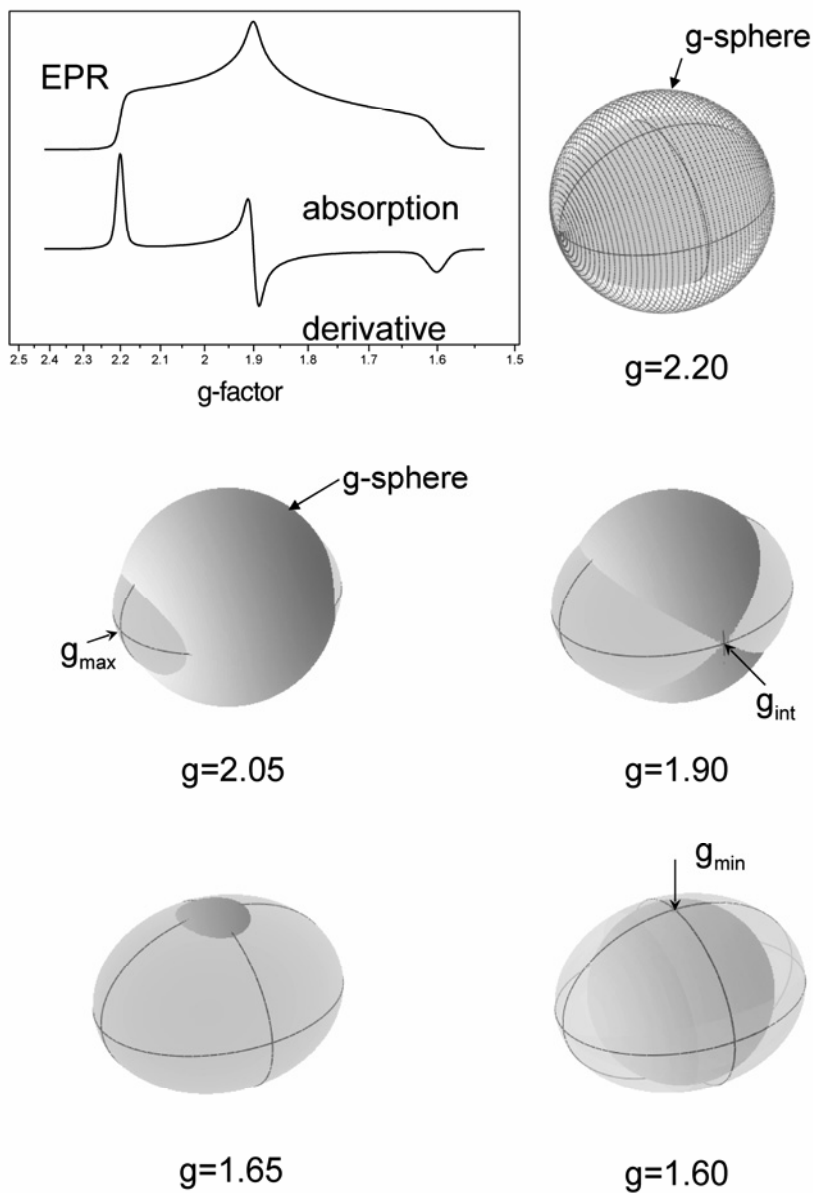 EPR
absorption
derivative
2.5 2.4 2.3 2.2 2.1 2 1.9 1.8 1.7 1.6 1.5
g-factor
g-sphere
g=2.20
g-sphere
gmax
g=2.05
gint
g=1.90
g=1.65
gmin
g=1.60